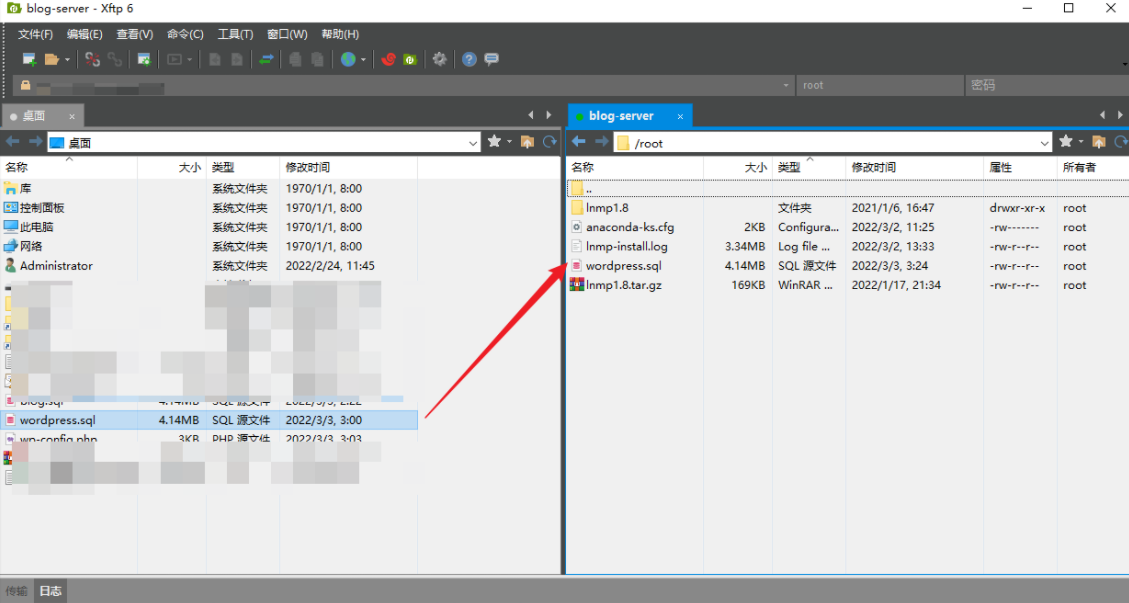 blog-server - Xftp 6
文件(F) 编辑(E) 查看(V) 命令(C) 工具(T) 窗口(W) 帮助(H)
root 密码
桌面 × blog-server ×
桌面 /root
名称 大小 类型 修改时间 名称 大小 类型 修改时间 属性 所有者
库 系统文件夹 1970/1/1, 8:00 ..
控制面板 系统文件夹 1970/1/1, 8:00 lnmp1.8 文件夹 2021/1/6, 16:47 drwxr-xr-x root
此电脑 系统文件夹 1970/1/1, 8:00 anaconda-ks.cfg 2KB Configura... 2022/3/2, 11:25 -rw------- root
网络 系统文件夹 1970/1/1, 8:00 lnmp-install.log 3.34MB Log file ... 2022/3/2, 13:33 -rw-r--r-- root
Administrator 系统文件夹 2022/2/24, 11:45 wordpress.sql 4.14MB SQL 源文件 2022/3/3, 3:24 -rw-r--r-- root
lnmp1.8.tar.gz 169KB WinRAR ... 2022/1/17, 21:34 -rw-r--r-- root
blog.sql 4.14MB SQL 源文件 2022/3/3, 2:22
wordpress.sql 4.14MB SQL 源文件 2022/3/3, 3:00
wp-config.php 3KB PHP 源文件 2022/3/3, 3:03
传输 日志